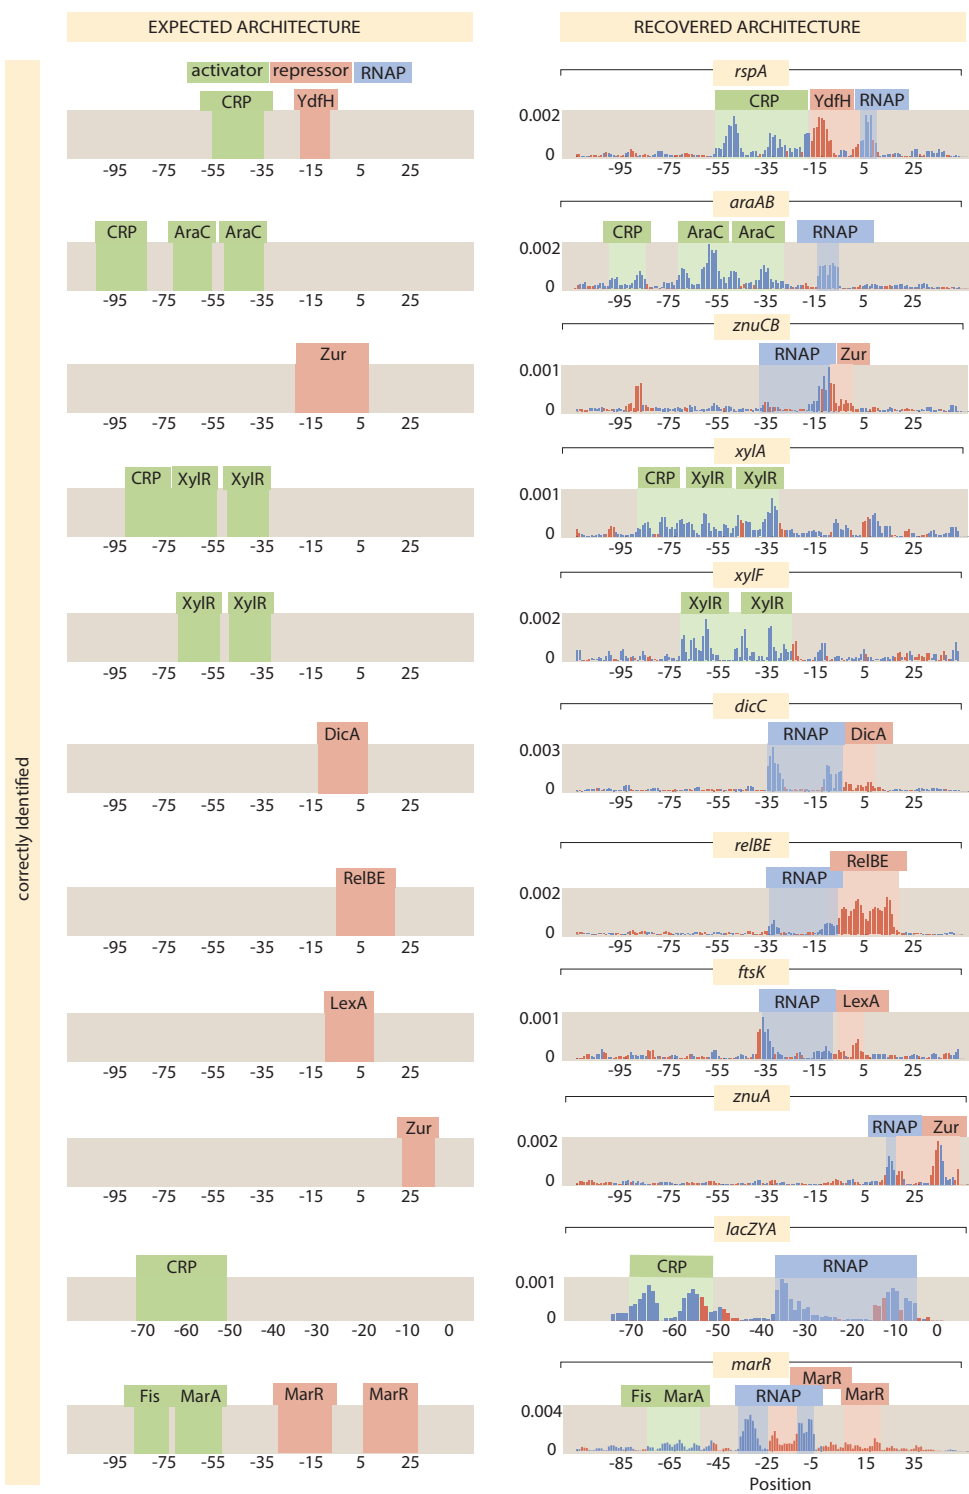 EXPECTED ARCHITECTURE RECOVERED ARCHITECTURE
correctly Identified
activator repressor RNAP
CRP YdfH
-95 -75 -55 -35 -15 5 25
rspA
CRP YdfH RNAP
0.002
0
-95 -75 -55 -35 -15 5 25
CRP AraC AraC
-95 -75 -55 -35 -15 5 25
araAB
CRP AraC AraC RNAP
0.002
0
-95 -75 -55 -35 -15 5 25
Zur
-95 -75 -55 -35 -15 5 25
znuCB
RNAP Zur
0.001
0
-95 -75 -55 -35 -15 5 25
CRP XylR XylR
-95 -75 -55 -35 -15 5 25
xylA
CRP XylR XylR
0.001
0
-95 -75 -55 -35 -15 5 25
XylR XylR
-95 -75 -55 -35 -15 5 25
xylF
XylR XylR
0.002
0
-95 -75 -55 -35 -15 5 25
DicA
-95 -75 -55 -35 -15 5 25
dicC
RNAP DicA
0.003
0
-95 -75 -55 -35 -15 5 25
RelBE
-95 -75 -55 -35 -15 5 25
relBE
RelBE
RNAP
0.002
0
-95 -75 -55 -35 -15 5 25
LexA
-95 -75 -55 -35 -15 5 25
ftsK
RNAP LexA
0.001
0
-95 -75 -55 -35 -15 5 25
Zur
-95 -75 -55 -35 -15 5 25
znuA
RNAP Zur
0.002
0
-95 -75 -55 -35 -15 5 25
CRP
-70 -60 -50 -40 -30 -20 -10 0
lacZYA
CRP RNAP
0.001
0
-70 -60 -50 -40 -30 -20 -10 0
Fis MarA MarR MarR
-95 -75 -55 -35 -15 5 25
marR
MarR
Fis MarA RNAP MarR
0.004
0
-85 -65 -45 -25 -5 15 35
Position